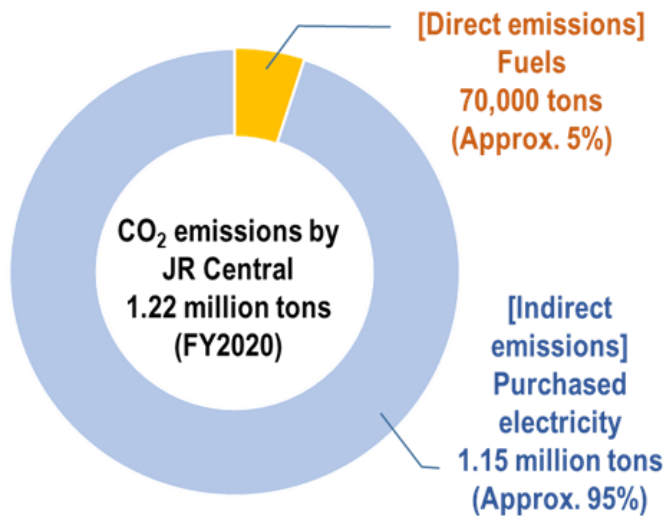 [Direct emissions]
Fuels
70,000 tons
(Approx. 5%)
CO₂ emissions by
JR Central
1.22 million tons
(FY2020)
[Indirect
emissions]
Purchased
electricity
1.15 million tons
(Approx. 95%)